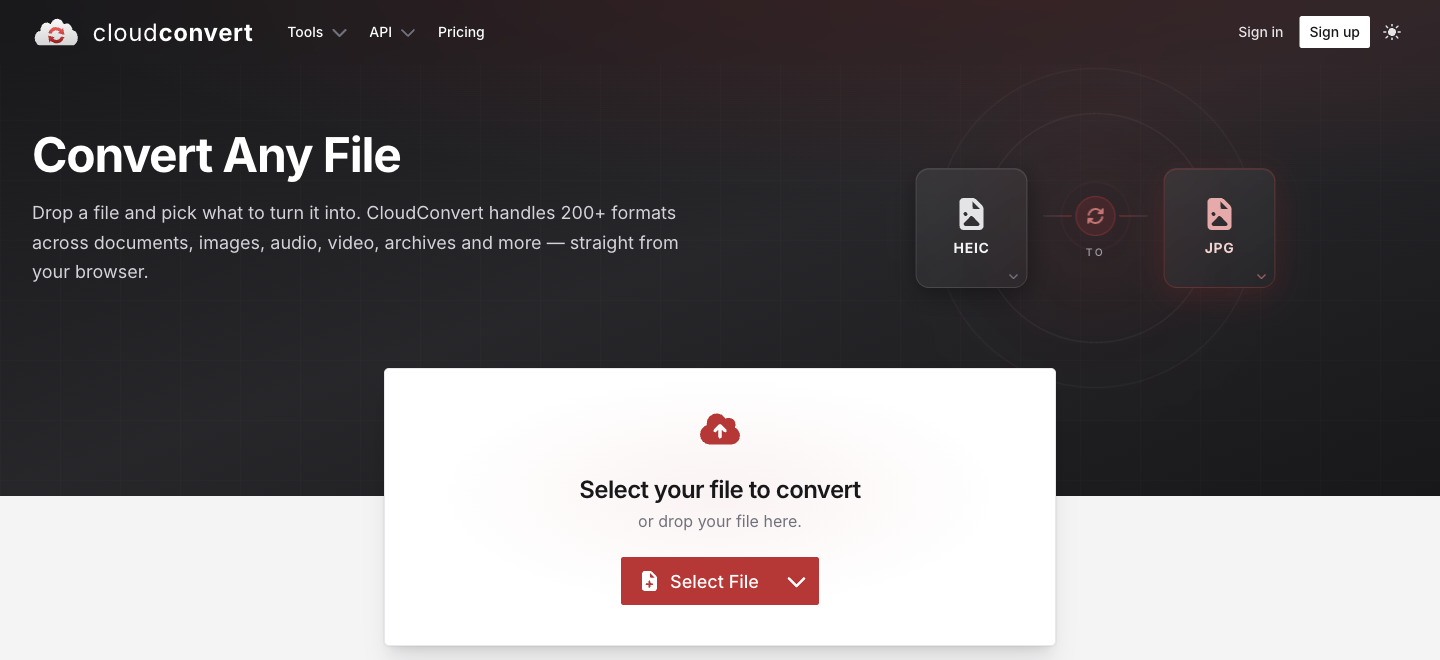 cloudconvert Tools API Pricing Sign in Sign up
Convert Any File
Drop a file and pick what to turn it into. CloudConvert handles 200+ formats
across documents, images, audio, video, archives and more — straight from
your browser.
HEIC TO JPG
Select your file to convert
or drop your file here.
Select File